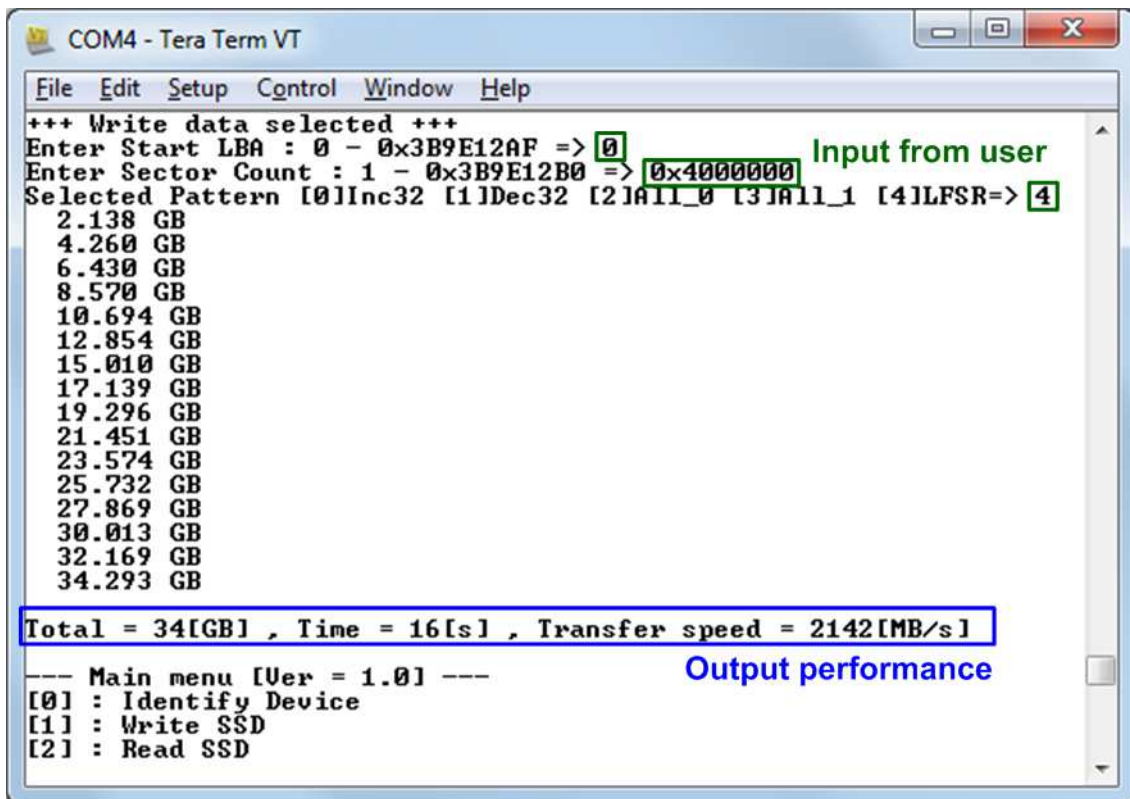 COM4 - Tera Term VT
File Edit Setup Control Window Help
+++ Write data selected +++
Enter Start LBA : 0 - 0x3B9E12AF => 0
Input from user
Enter Sector Count : 1 - 0x3B9E12B0 => 0x4000000
Selected Pattern [0]Inc32 [1]Dec32 [2]All_0 [3]All_1 [4]LFSR=> 4
2.138 GB
4.260 GB
6.430 GB
8.570 GB
10.694 GB
12.854 GB
15.010 GB
17.139 GB
19.296 GB
21.451 GB
23.574 GB
25.732 GB
27.869 GB
30.013 GB
32.169 GB
34.293 GB
Total = 34[GB] , Time = 16[s] , Transfer speed = 2142[MB/s]
Output performance
--- Main menu [Ver = 1.0] ---
[0] : Identify Device
[1] : Write SSD
[2] : Read SSD